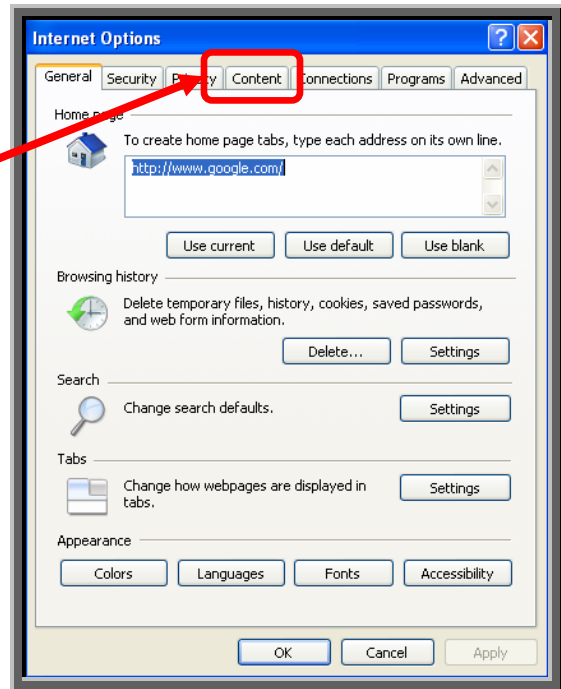 Internet Options
General Security Privacy Content Connections Programs Advanced
Home page
To create home page tabs, type each address on its own line.
http://www.google.com/
Use current Use default Use blank
Browsing history
Delete temporary files, history, cookies, saved passwords,
and web form information.
Delete... Settings
Search
Change search defaults.
Settings
Tabs
Change how webpages are displayed in
tabs.
Settings
Appearance
Colors Languages Fonts Accessibility
OK Cancel Apply